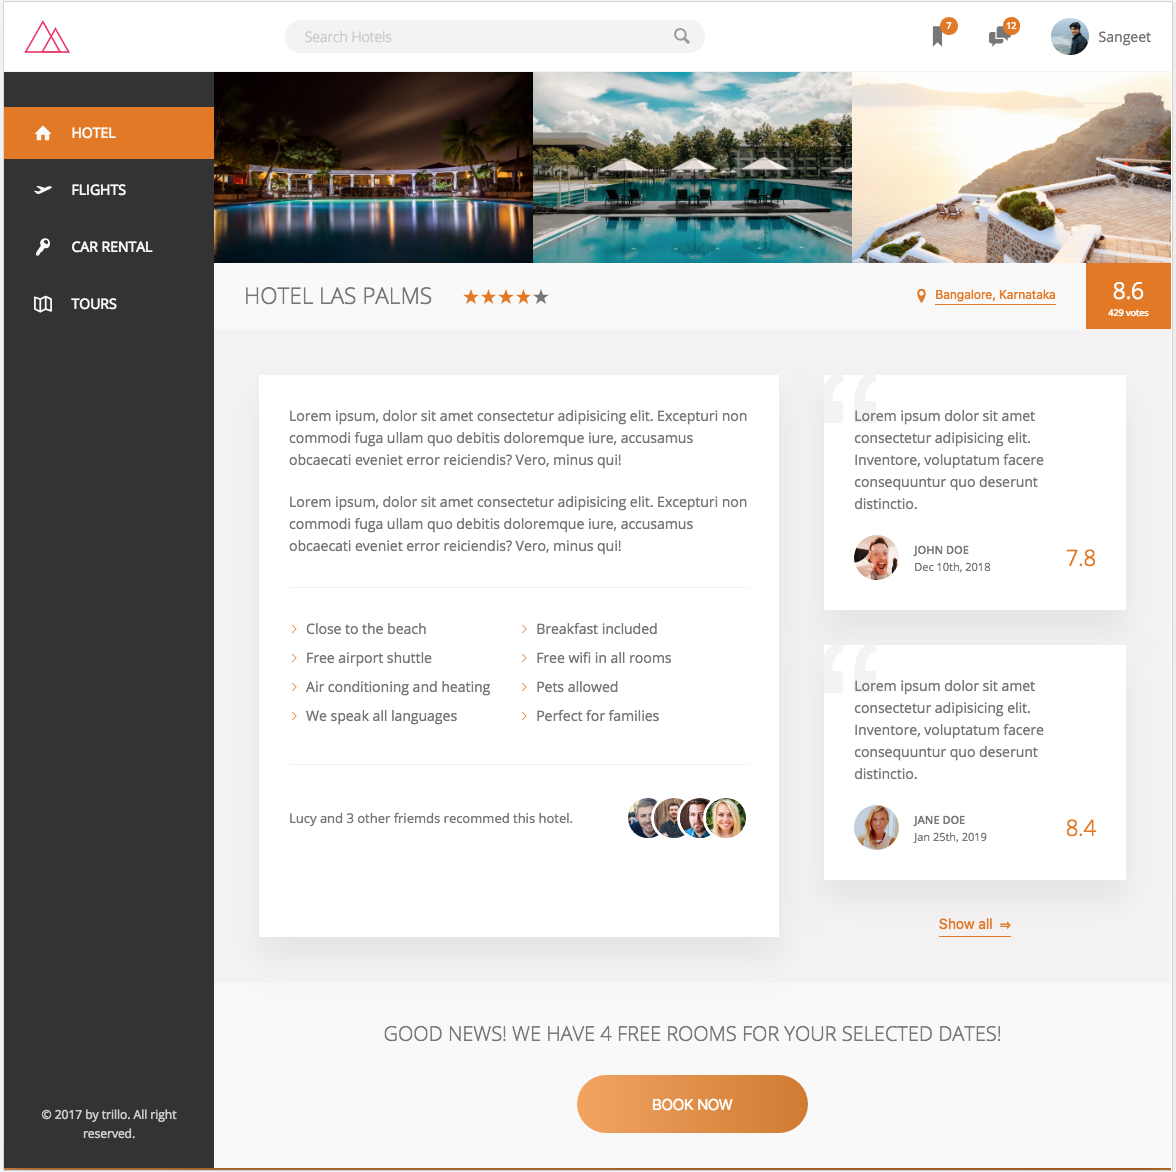 Search Hotels
7
12
Sangeet
HOTEL
FLIGHTS
CAR RENTAL
TOURS
© 2017 by trillo. All right
reserved.
HOTEL LAS PALMS
Bangalore, Karnataka
8.6
429 votes
Lorem ipsum, dolor sit amet consectetur adipisicing elit. Excepturi non
commodi fuga ullam quo debitis doloremque iure, accusamus
obcaecati eveniet error reiciendis? Vero, minus qui!
Lorem ipsum, dolor sit amet consectetur adipisicing elit. Excepturi non
commodi fuga ullam quo debitis doloremque iure, accusamus
obcaecati eveniet error reiciendis? Vero, minus qui!
Close to the beach
Breakfast included
Free airport shuttle
Free wifi in all rooms
Air conditioning and heating
Pets allowed
We speak all languages
Perfect for families
Lucy and 3 other friemds recommed this hotel.
“
Lorem ipsum dolor sit amet
consectetur adipisicing elit.
Inventore, voluptatum facere
consequuntur quo deserunt
distinctio.
JOHN DOE
Dec 10th, 2018
7.8
“
Lorem ipsum dolor sit amet
consectetur adipisicing elit.
Inventore, voluptatum facere
consequuntur quo deserunt
distinctio.
JANE DOE
Jan 25th, 2019
8.4
Show all ⇒
GOOD NEWS! WE HAVE 4 FREE ROOMS FOR YOUR SELECTED DATES!
BOOK NOW